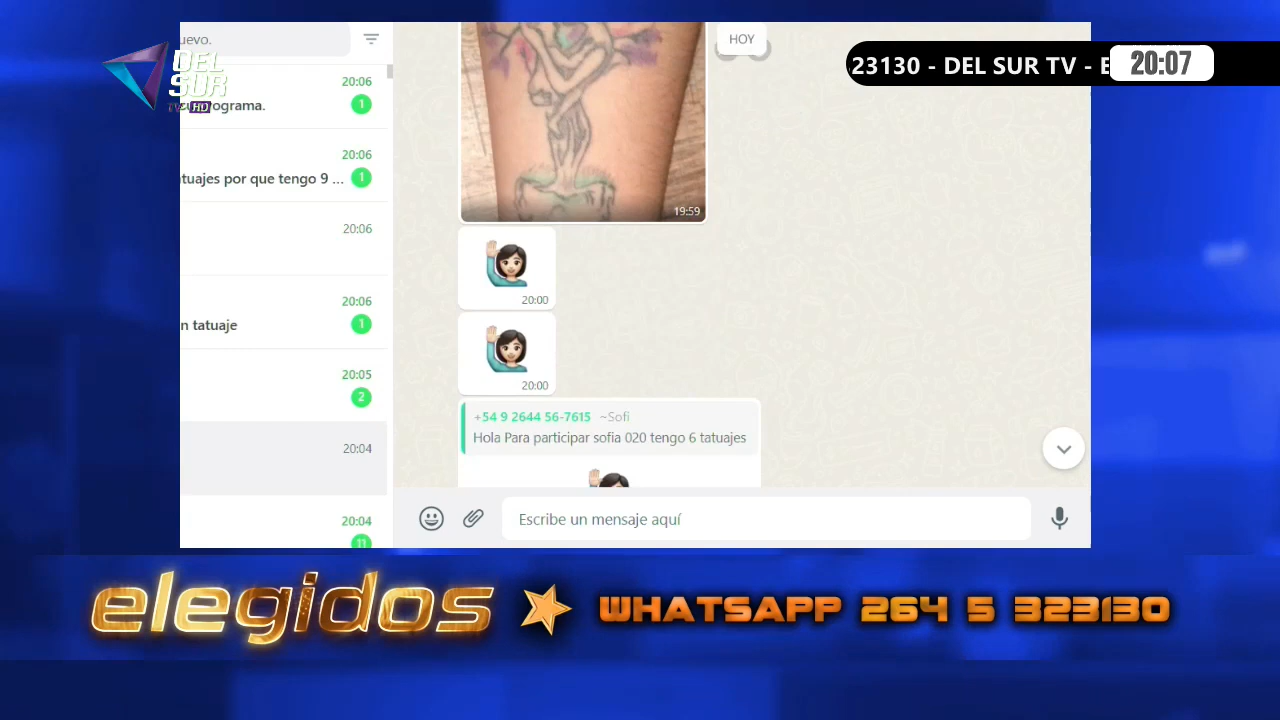 uevo.
HOY
DEL SUR
TV HD
23130 - DEL SUR TV - E
20:07
20:06
programa.
1
20:06
tuajes por que tengo 9 ...
1
20:06
20:06
n tatuaje
1
20:05
2
20:04
20:04
11
19:59
20:00
20:00
+54 9 2644 56-7615 ~Sofi
Hola Para participar sofia 020 tengo 6 tatuajes
Escribe un mensaje aquí
elegidos
WHATSAPP 264 5 323130